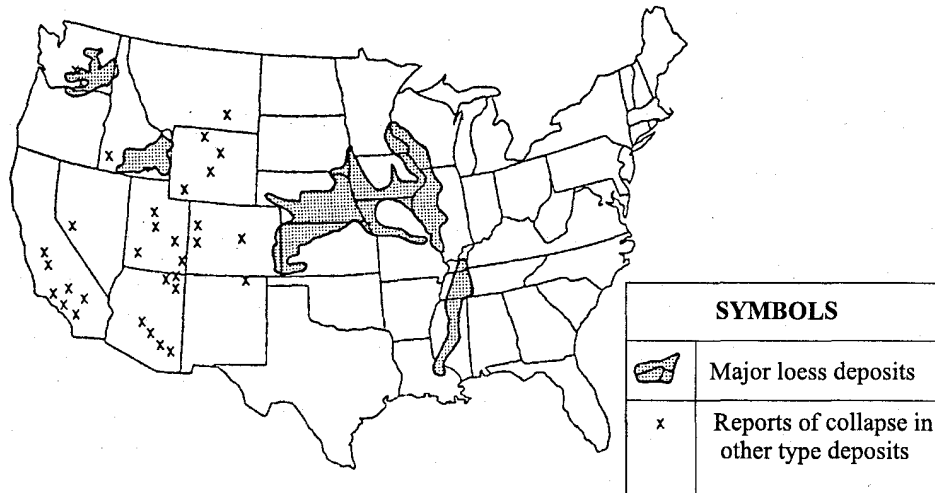 SYMBOLS
Major loess deposits
x Reports of collapse in
other type deposits